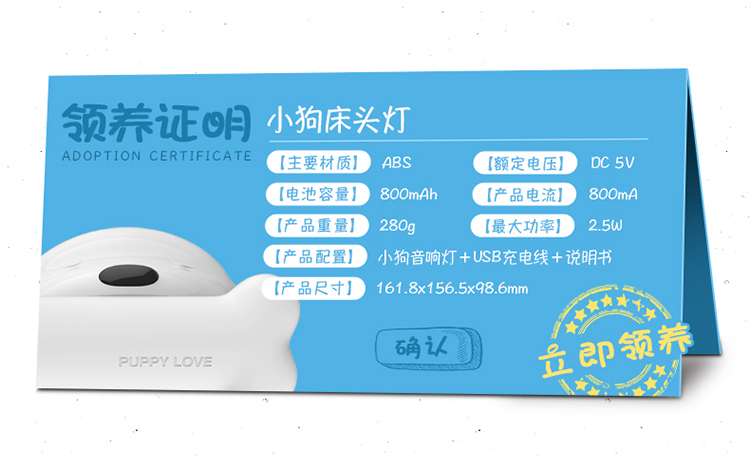 领养证明
ADOPTION CERTIFICATE
小狗床头灯
【主要材质】 ABS 【额定电压】 DC 5V
【电池容量】 800mAh 【产品电流】 800mA
【产品重量】 280g 【最大功率】 2.5W
【产品配置】 小狗音响灯+USB充电线+说明书
【产品尺寸】 161.8x156.5x98.6mm
确认
立即领养
PUPPY LOVE